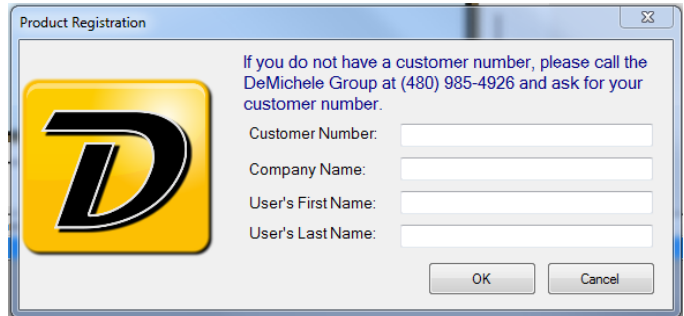 Product Registration
If you do not have a customer number, please call the
DeMichele Group at (480) 985-4926 and ask for your
customer number.
Customer Number:
Company Name:
User's First Name:
User's Last Name:
OK Cancel
D